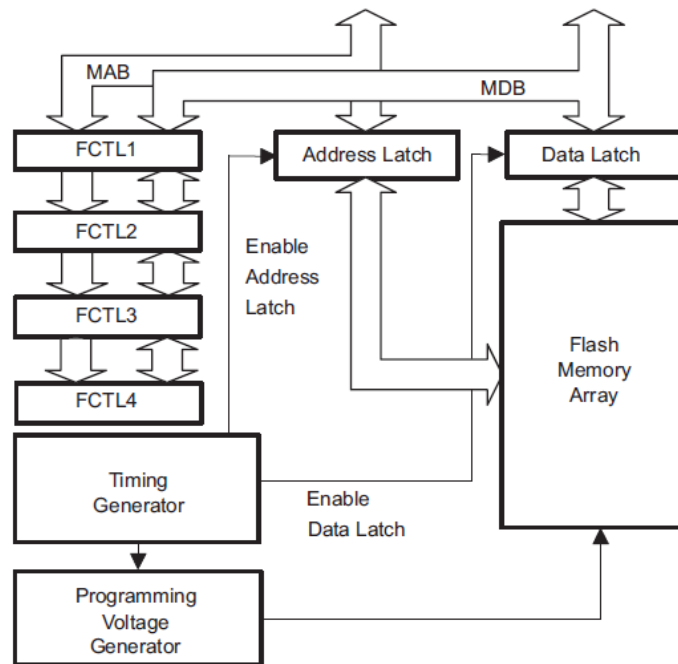 MAB
MDB
FCTL1
Address Latch
Data Latch
FCTL2
Enable
Address
Latch
FCTL3
Flash
Memory
Array
FCTL4
Timing
Generator
Enable
Data Latch
Programming
Voltage
Generator